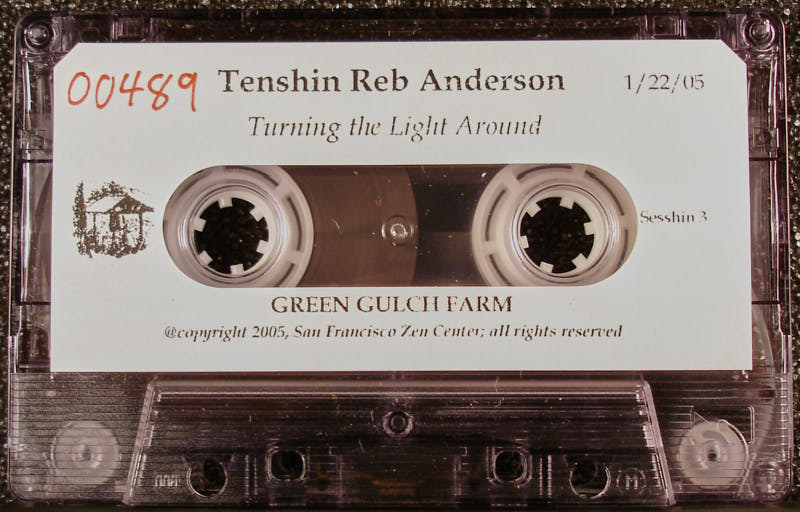 00489 Tenshin Reb Anderson 1/22/05
Turning the Light Around
Sesshin 3
GREEN GULCH FARM
@copyright 2005, San Francisco Zen Center; all rights reserved